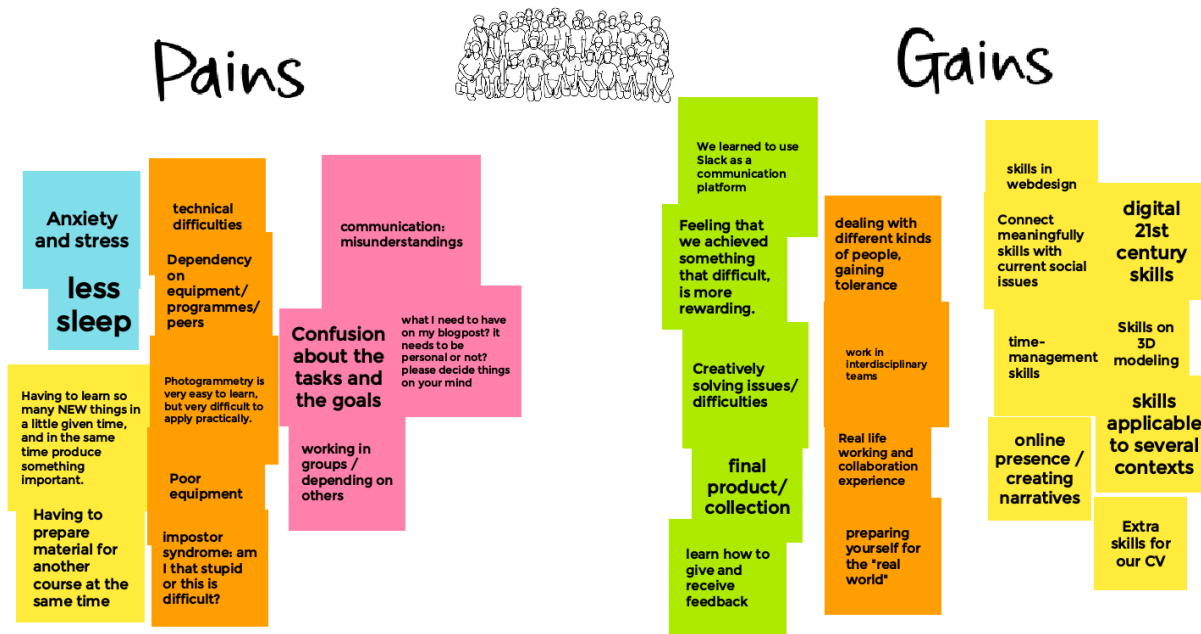 Pains
Gains
Anxiety
and stress
less
sleep
Having to learn so
many NEW things in
a little given time,
and in the same
time produce
something
important.
Having to
prepare
material for
another
course at the
same time
technical
difficulties
Dependency
on
equipment/
programmes/
peers
Photogrammetry is
very easy to learn,
but very difficult to
apply practically.
Poor
equipment
impostor
syndrome: am
I that stupid
or this is
difficult?
communication:
misunderstandings
Confusion
about the
tasks and
the goals
what I need to have
on my blogpost? it
needs to be
personal or not?
please decide things
on your mind
working in
groups /
depending on
others
We learned to use
Slack as a
communication
platform
Feeling that
we achieved
something
that difficult,
is more
rewarding.
Creatively
solving issues/
difficulties
final
product/
collection
learn how to
give and
receive
feedback
dealing with
different kinds
of people,
gaining
tolerance
work in
interdisciplinary
teams
Real life
working and
collaboration
experience
preparing
yourself for
the "real
world"
skills in
webdesign
Connect
meaningfully
skills with
current social
issues
time-
management
skills
online
presence /
creating
narratives
digital
21st
century
skills
Skills on
3D
modeling
skills
applicable
to several
contexts
Extra
skills for
our CV